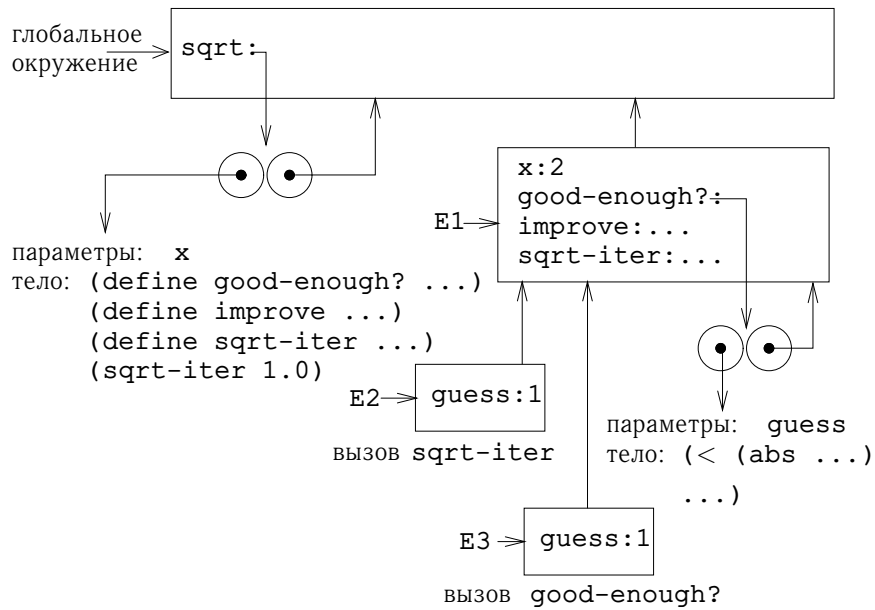 глобальное
окружение
sqrt:
x:2
good-enough?:
E1
improve:...
sqrt-iter:...
параметры: x
тело: (define good-enough? ...)
(define improve ...)
(define sqrt-iter ...)
(sqrt-iter 1.0)
E2
guess:1
вызов sqrt-iter
параметры: guess
тело: (< (abs ...)
...)
E3
guess:1
вызов good-enough?